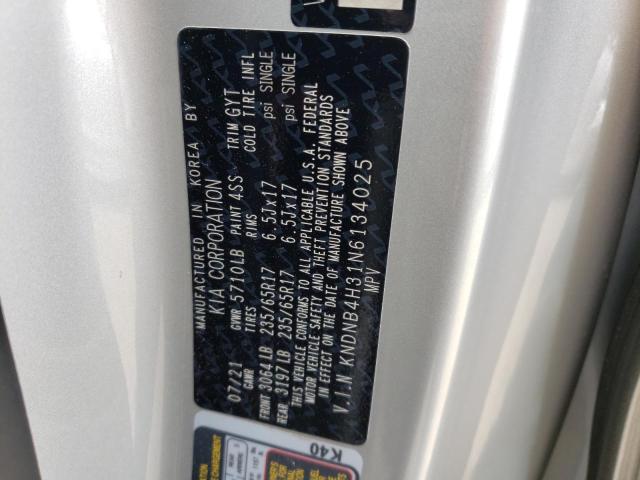 MANUFACTURED IN KOREA BY
KIA CORPORATION
07/21 GVWR 5710LB PAINT 4SS TRIM GYT
GAWR TIRES RIMS COLD TIRE INFL
FRONT 3064LB 235/65R17 6.5Jx17 psi SINGLE
REAR 3197LB 235/65R17 6.5Jx17 psi SINGLE
THIS VEHICLE CONFORMS TO ALL APPLICABLE U.S.A. FEDERAL
MOTOR VEHICLE SAFETY AND THEFT PREVENTION STANDARDS
IN EFFECT ON THE DATE OF MANUFACTURE SHOWN ABOVE
V.I.N KNDNB4H31N6134025
MPV
K40